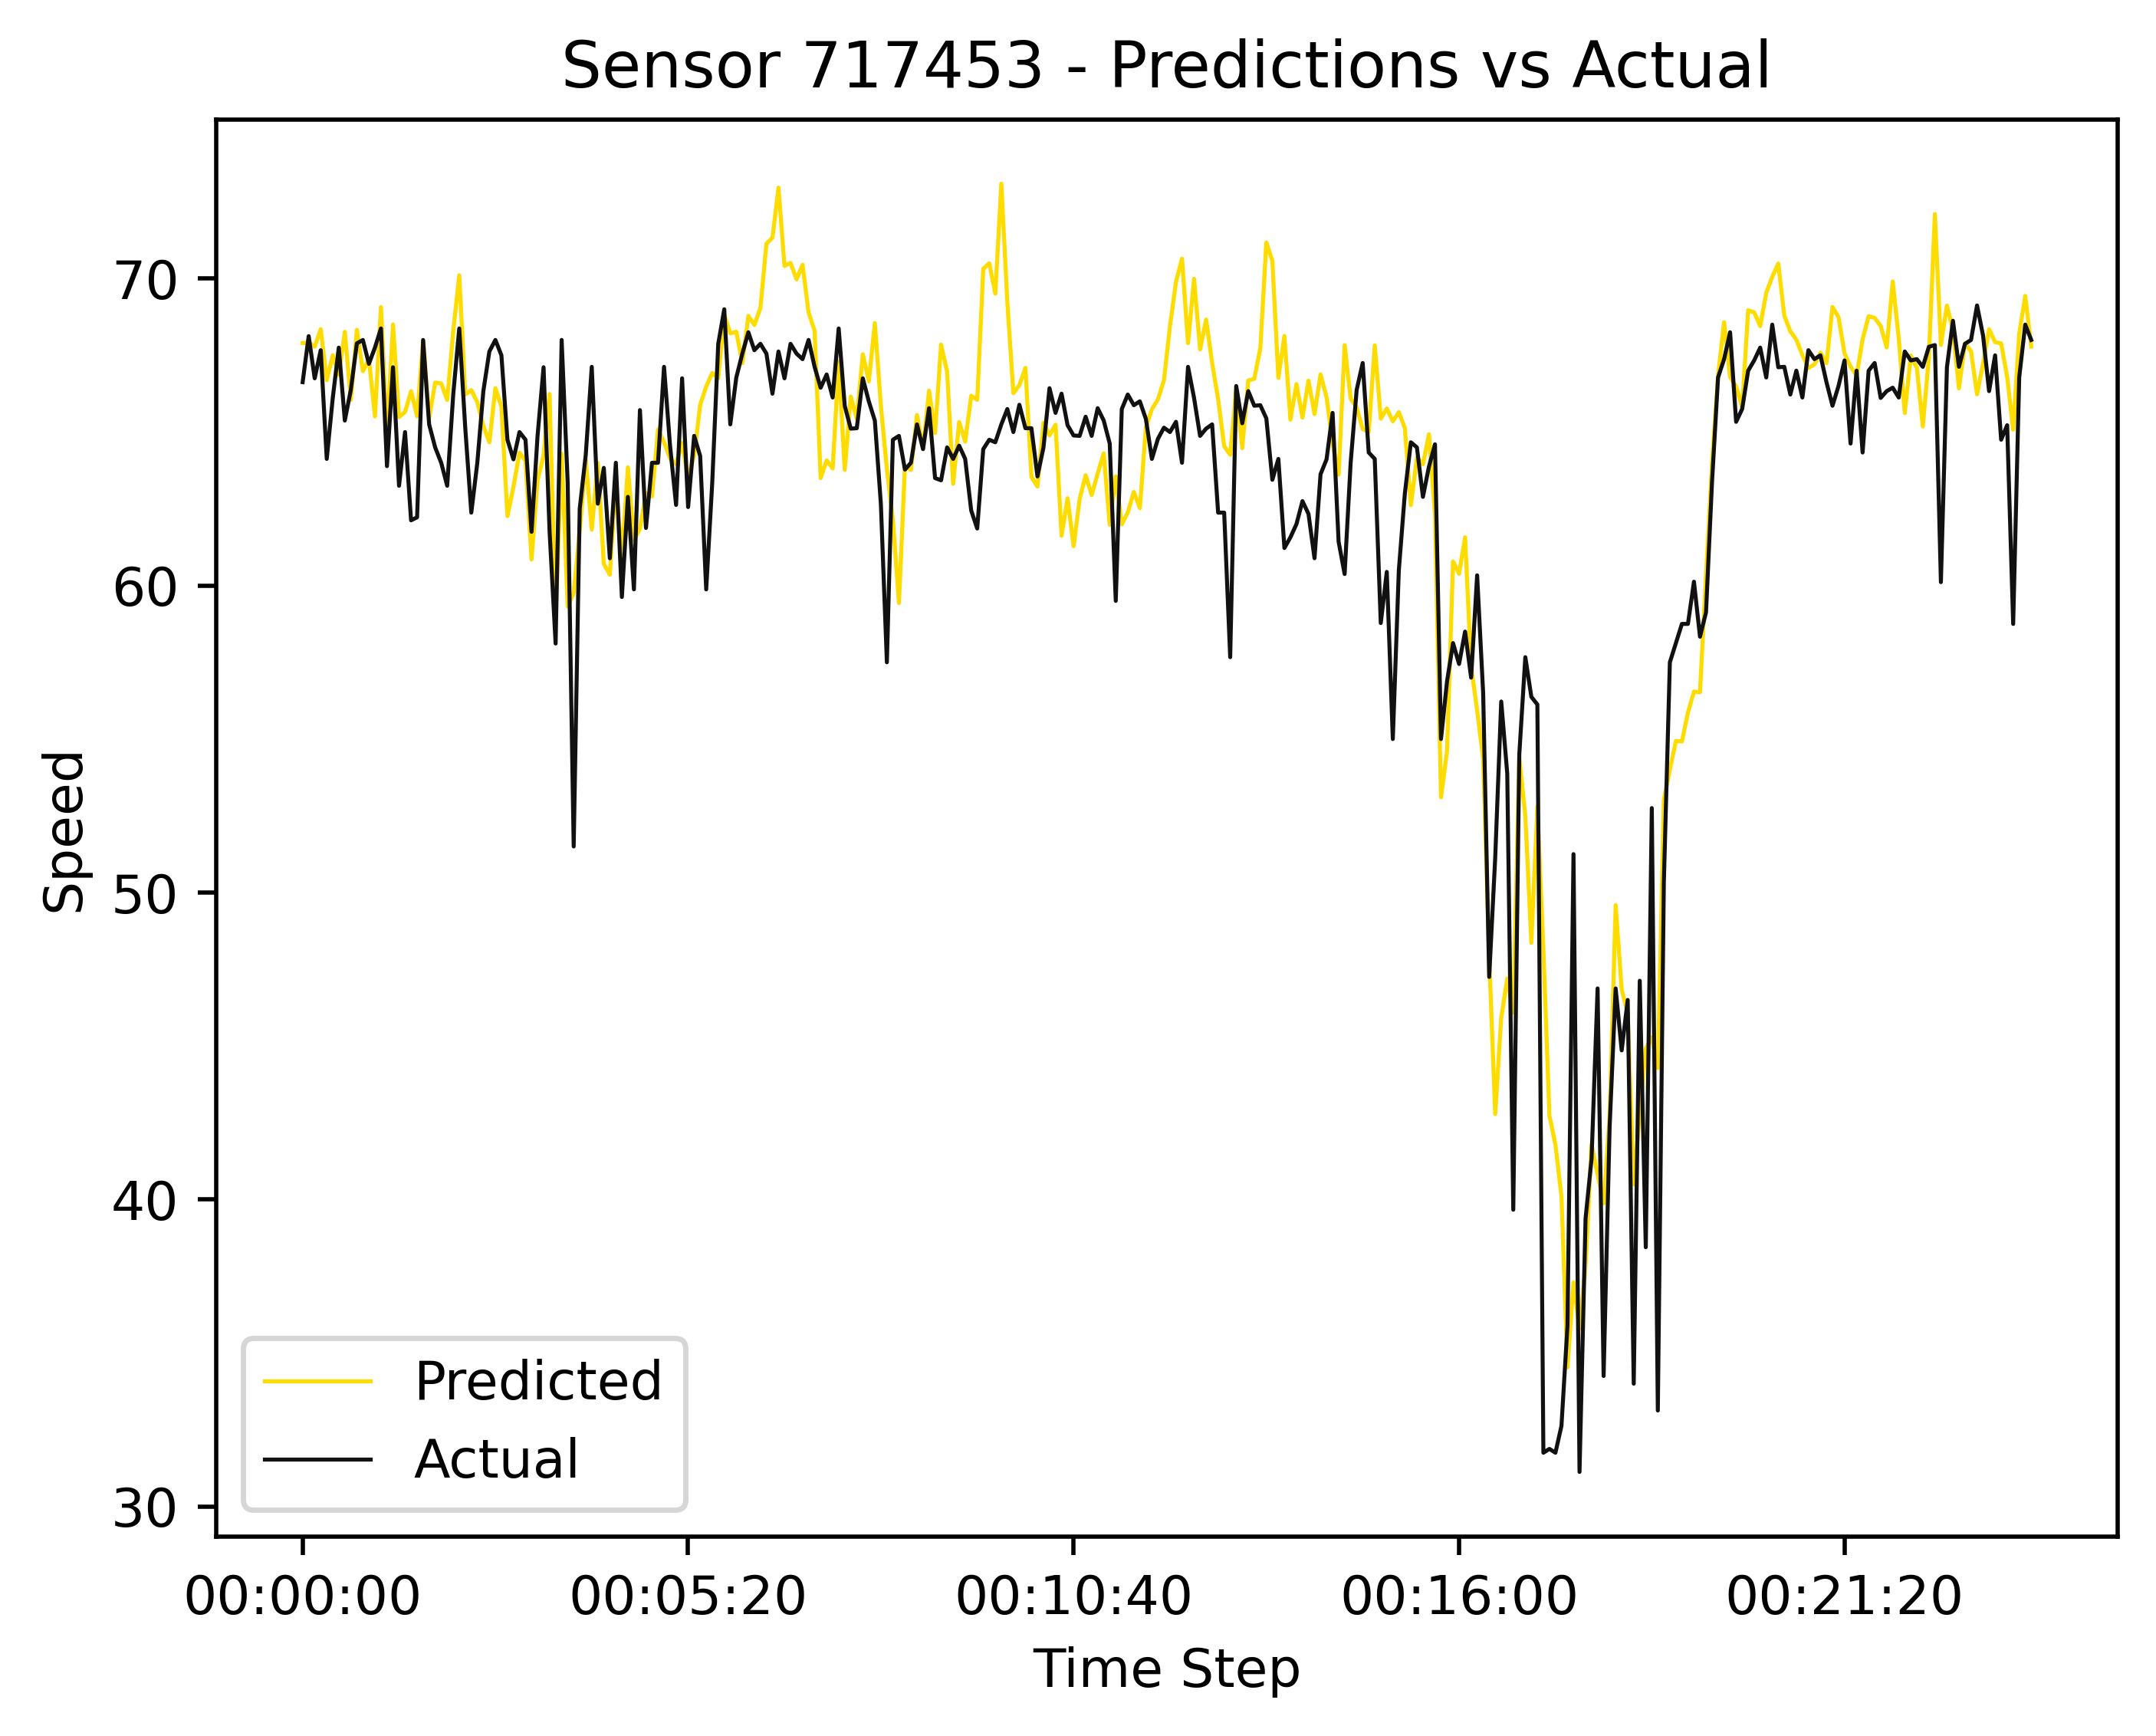 Sensor 717453 - Predictions vs Actual
70
60
50
40
30
Speed
Predicted
Actual
00:00:00 00:05:20 00:10:40 00:16:00 00:21:20
Time Step